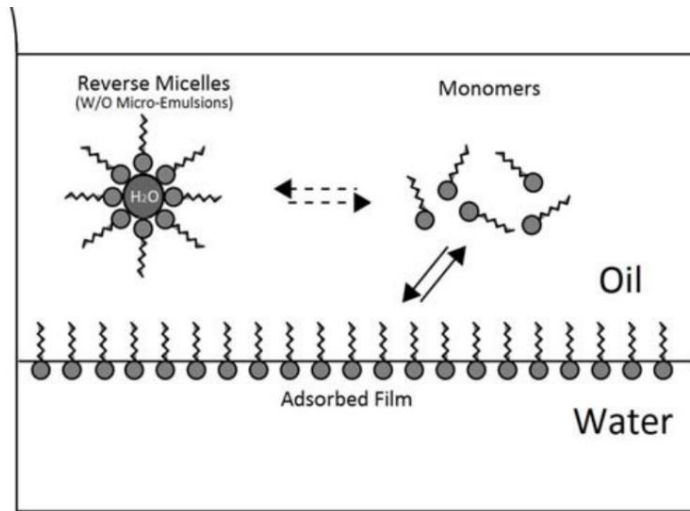 Reverse Micelles
(W/O Micro-Emulsions)
Monomers
H₂O
Oil
Adsorbed Film
Water